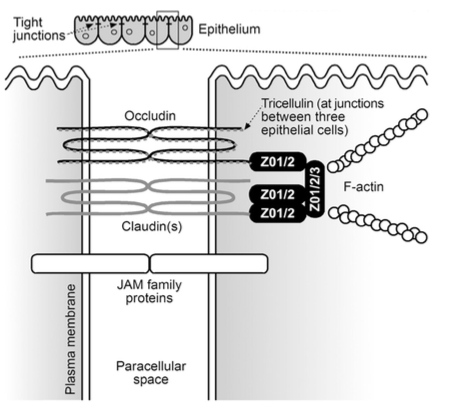 Tight
junctions
Epithelium
Occludin
Tricellulin (at junctions
between three
epithelial cells)
Z01/2
Z01/2/3
F-actin
Z01/2
Z01/2
Claudin(s)
JAM family
proteins
Plasma membrane
Paracellular
space